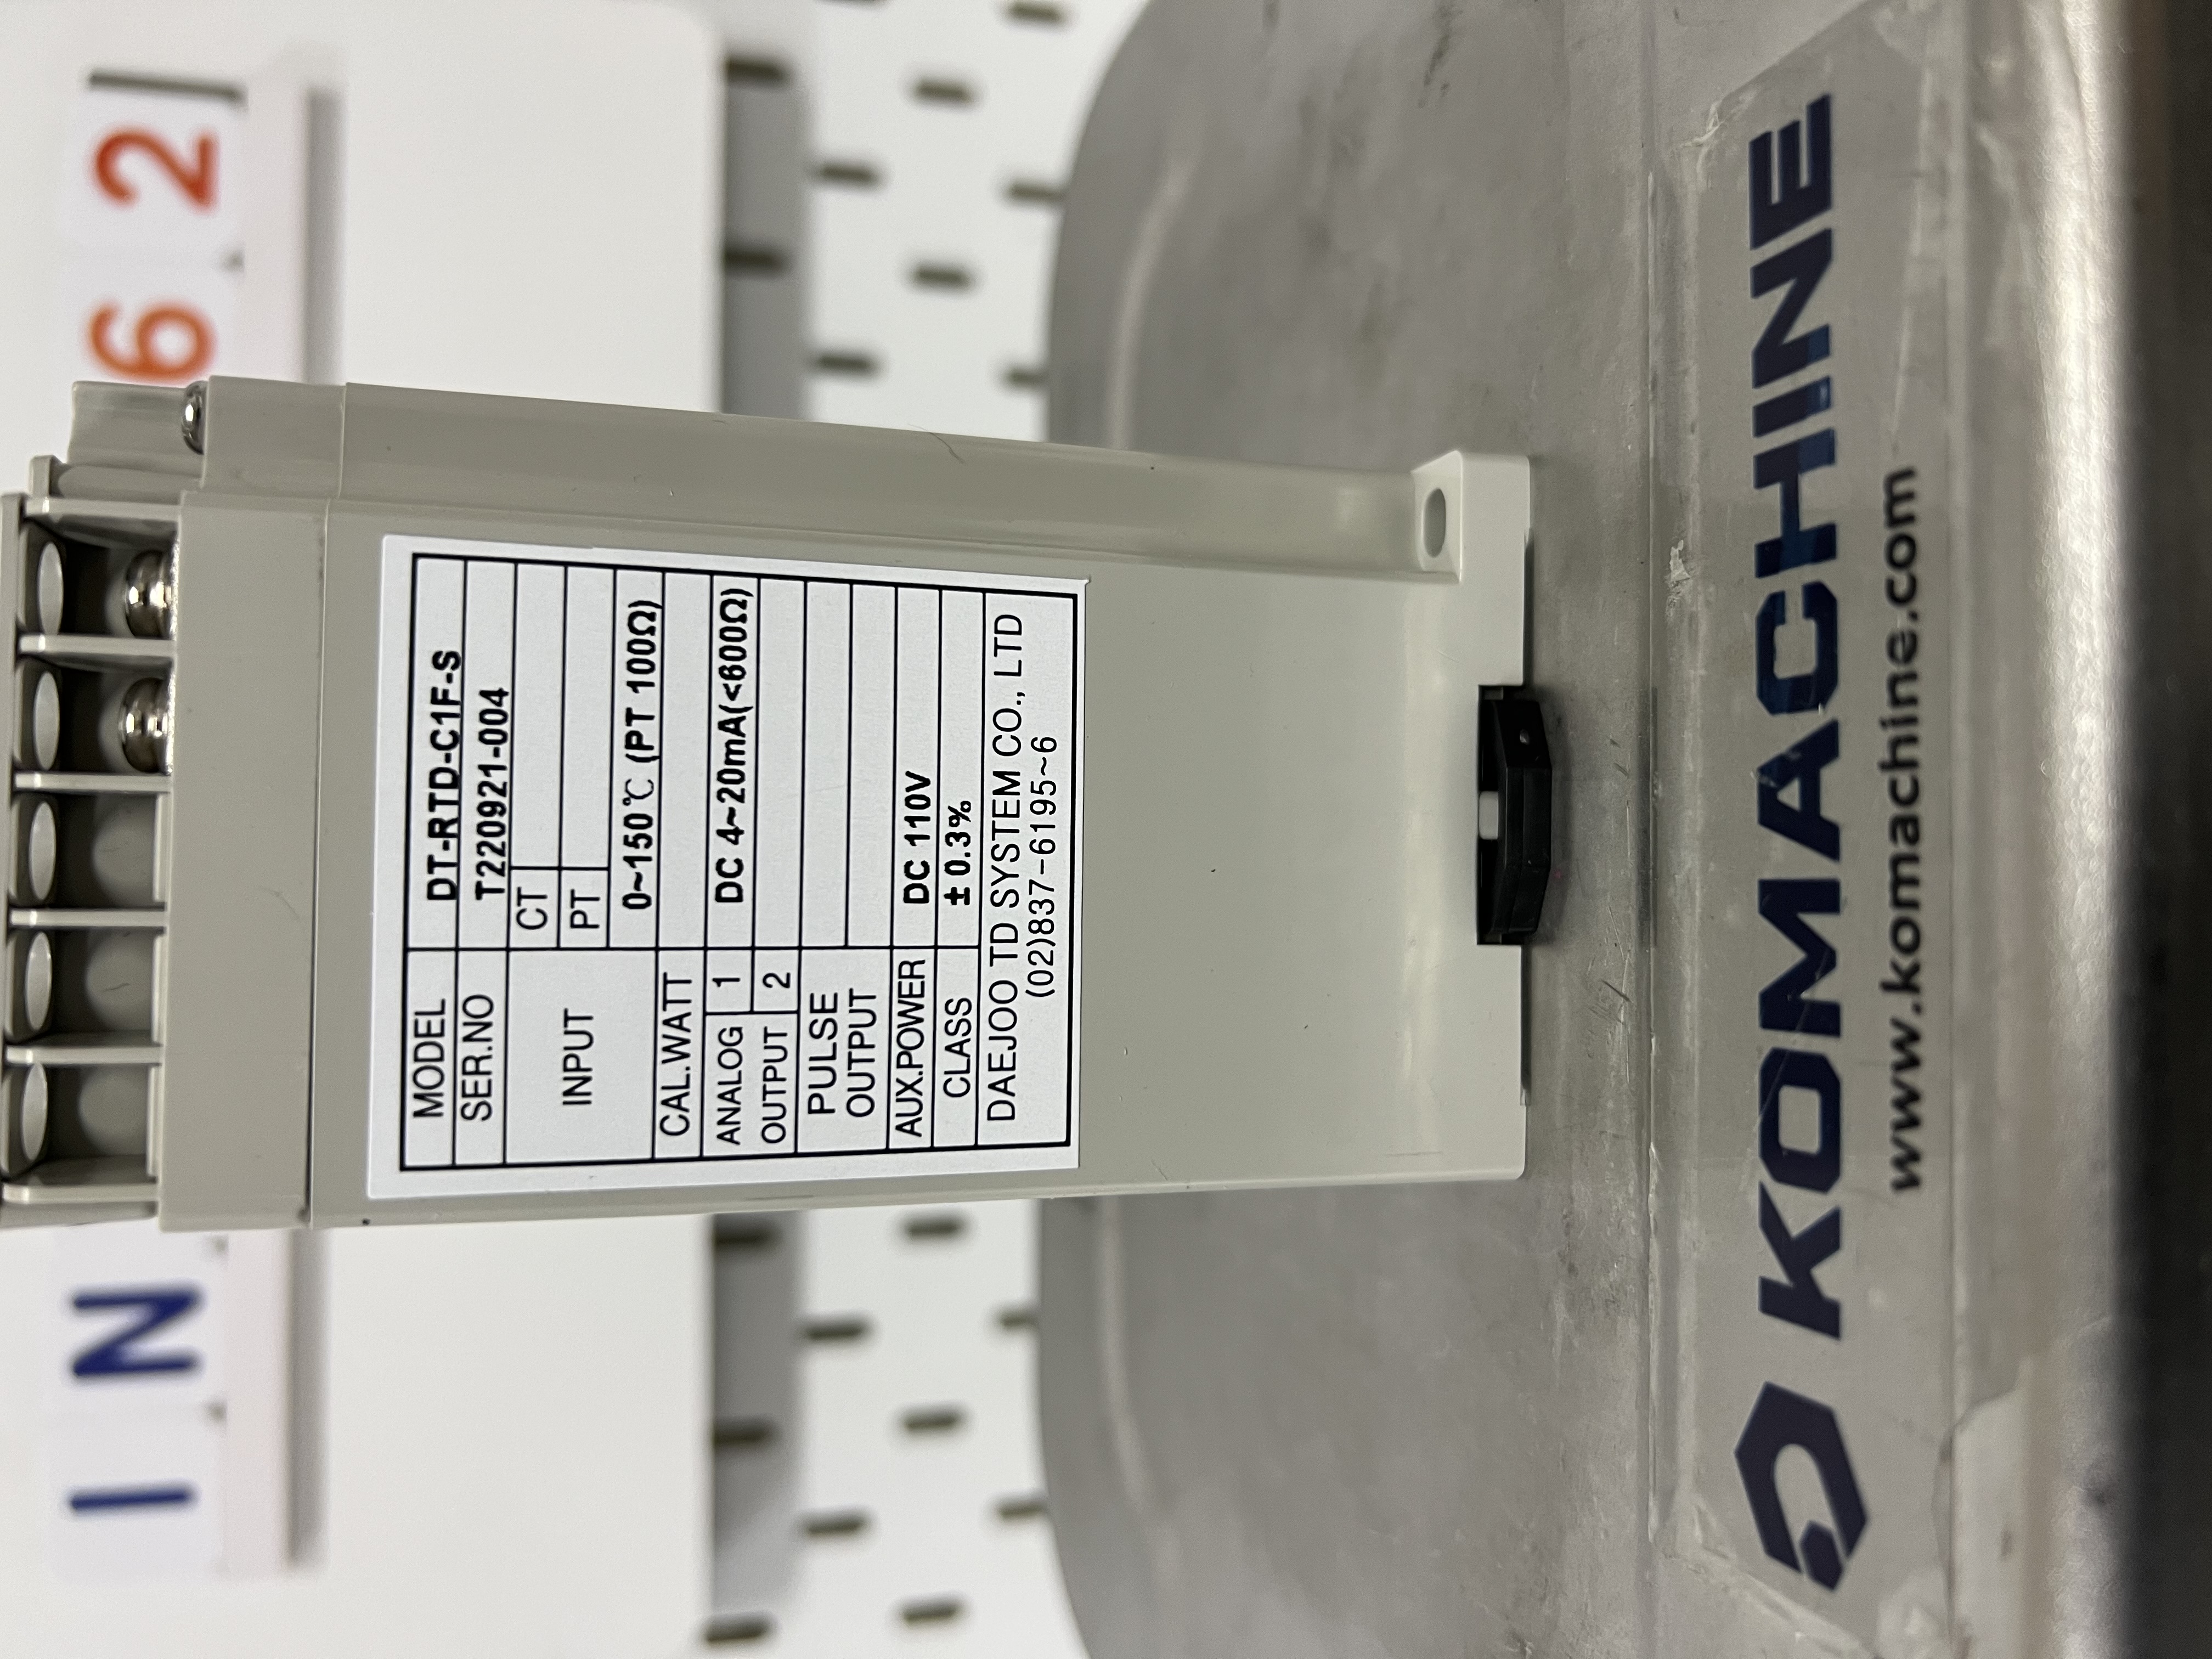 IN 62
MODEL DT-RTD-C1F-S
SER.NO T220921-004
INPUT CT
PT
0~150℃ (PT 100Ω)
CAL.WATT
ANALOG 1 DC 4~20mA(<600Ω)
OUTPUT 2
PULSE
OUTPUT
AUX.POWER DC 110V
CLASS ± 0.3%
DAEJOO TD SYSTEM CO., LTD
(02)837-6195~6
KOMACHINE
www.komachine.com